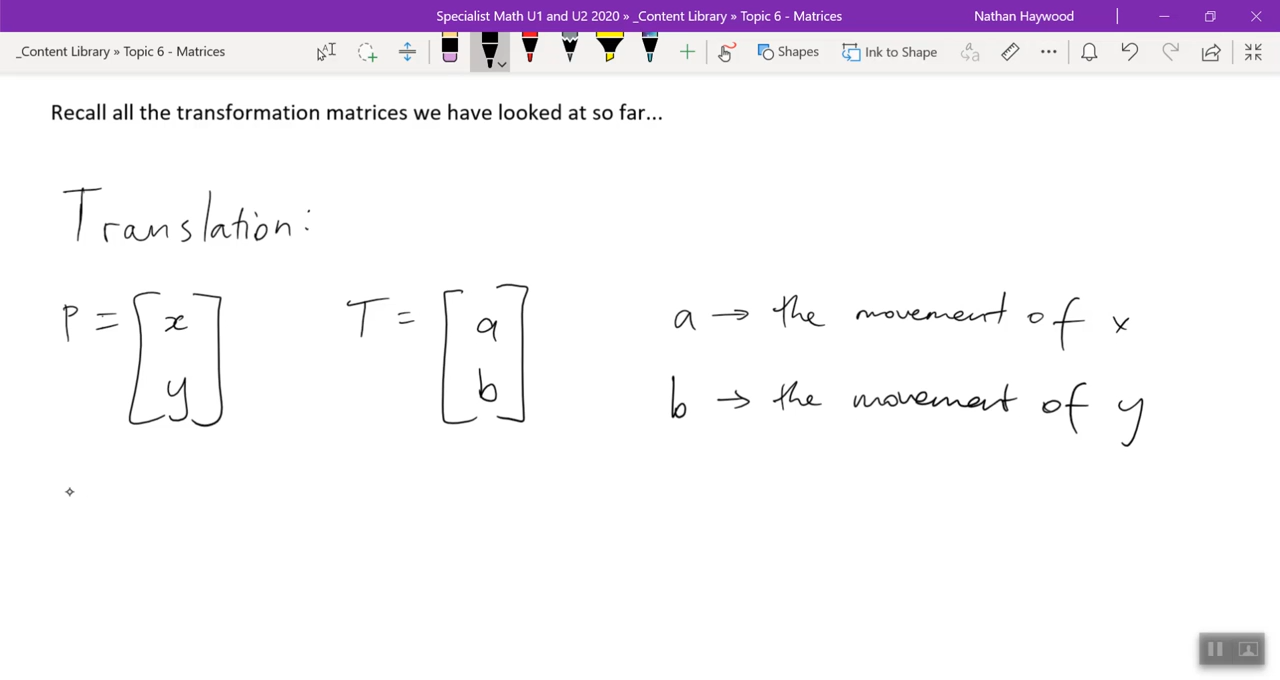 Specialist Math U1 and U2 2020 » _Content Library » Topic 6 - Matrices
Nathan Haywood
_Content Library » Topic 6 - Matrices
Shapes
Ink to Shape
Recall all the transformation matrices we have looked at so far...
Translation:
P = [x y]
T = [a b]
a → the movement of x
b → the movement of y